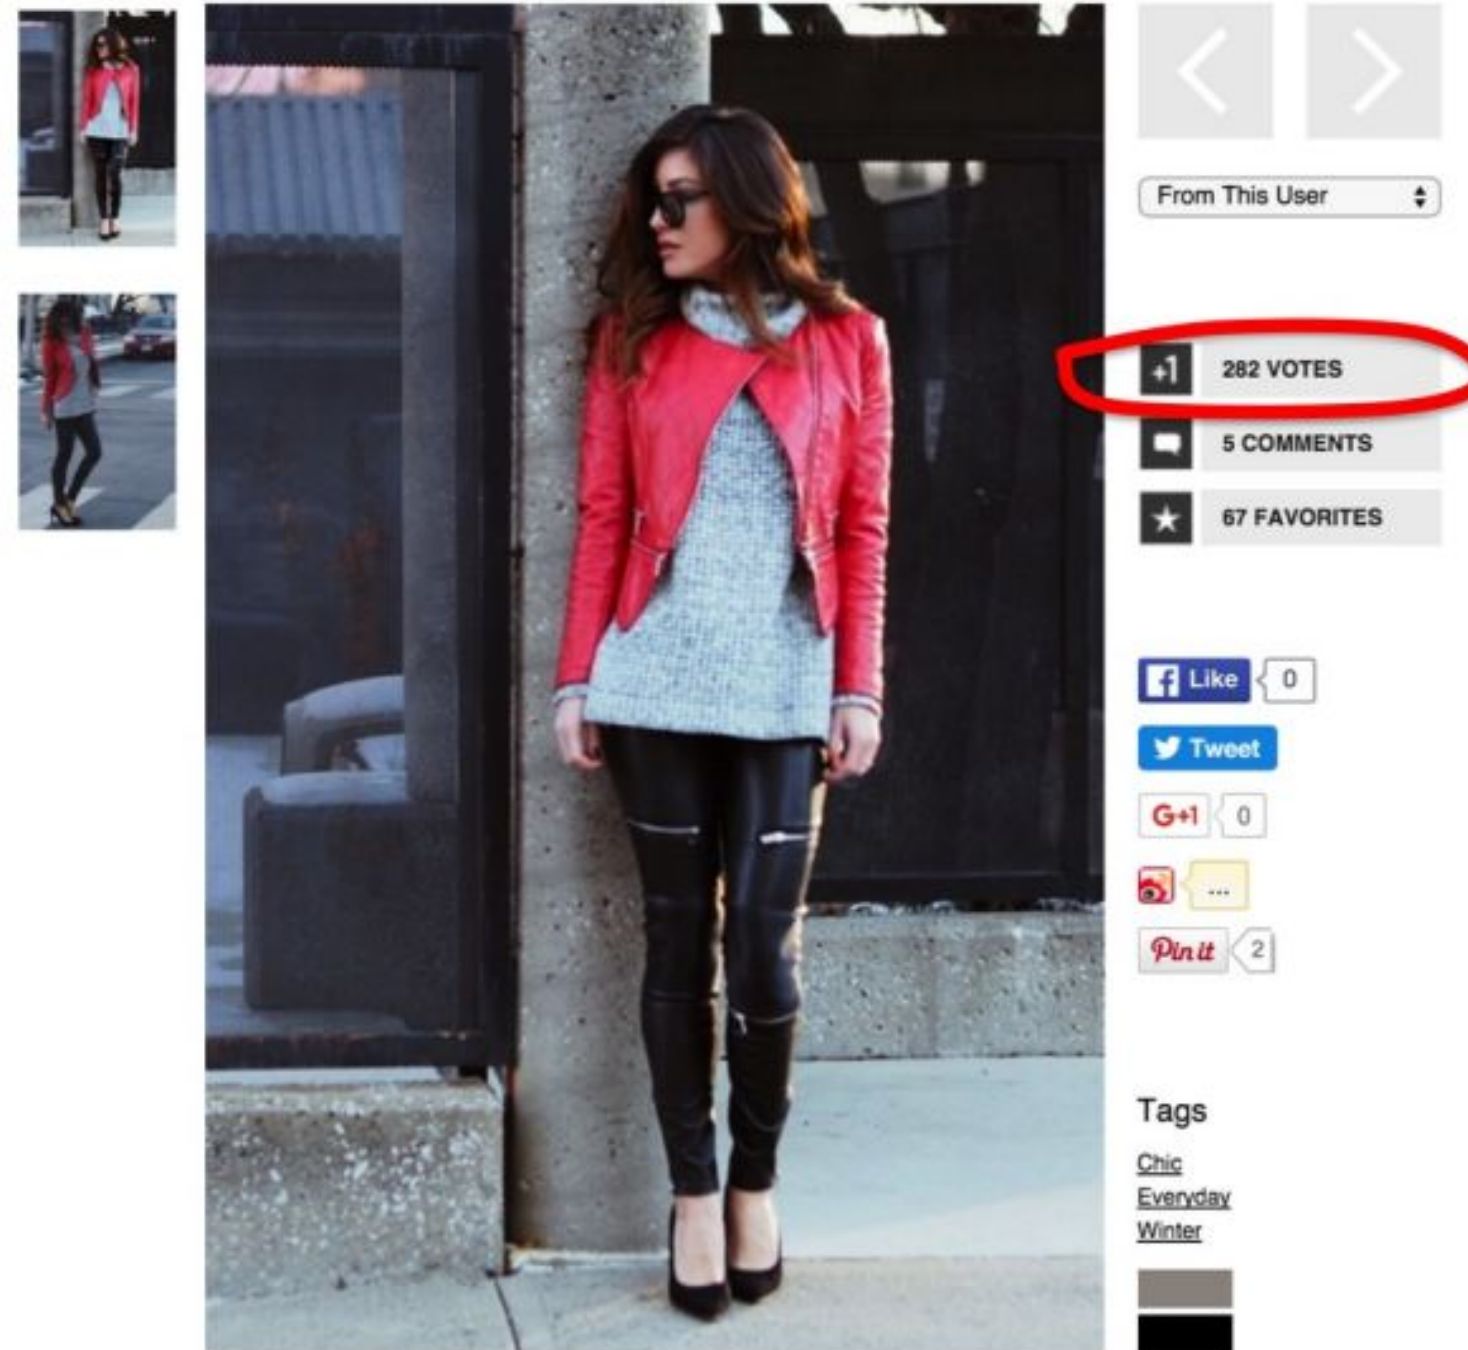 From This User
+1 282 VOTES
5 COMMENTS
67 FAVORITES
Like 0
Tweet
G+1 0
...
Pin it 2
Tags
Chic
Everyday
Winter